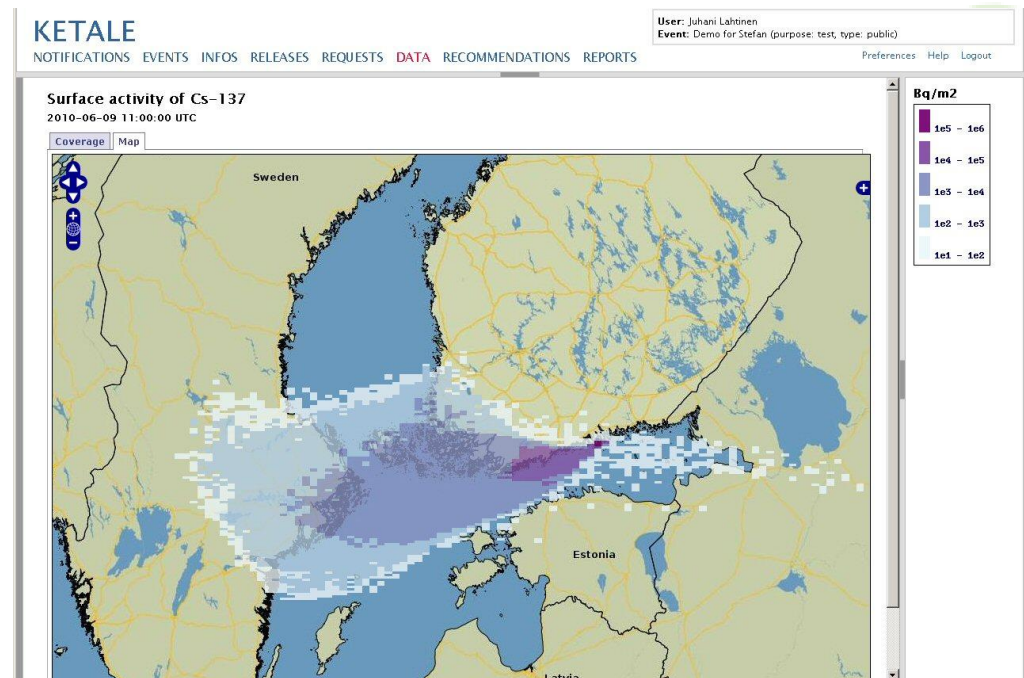 KETALE
User: Juhani Lahtinen
Event: Demo for Stefan (purpose: test, type: public)
NOTIFICATIONS EVENTS INFOS RELEASES REQUESTS DATA RECOMMENDATIONS REPORTS
Preferences Help Logout
Surface activity of Cs-137
2010-06-09 11:00:00 UTC
Coverage Map
Sweden
Estonia
Latvia
Bq/m2
1e5 - 1e6
1e4 - 1e5
1e3 - 1e4
1e2 - 1e3
1e1 - 1e2